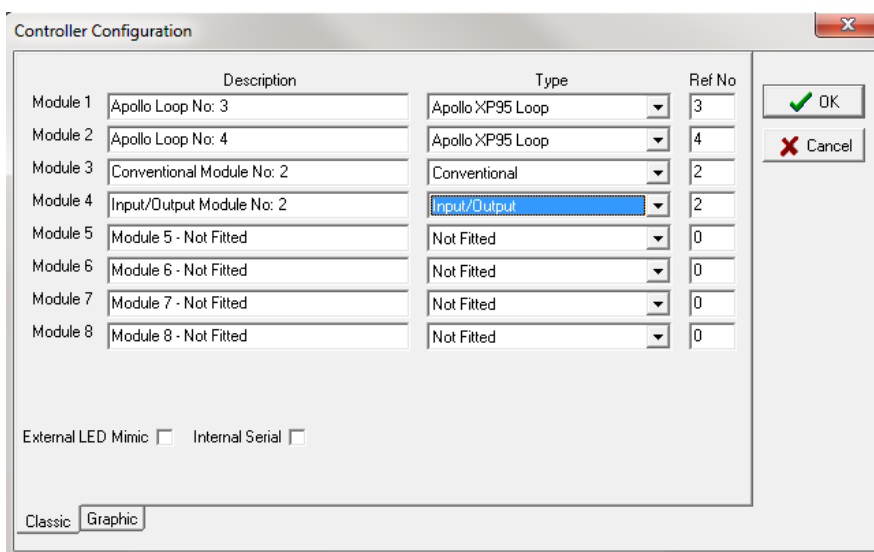 Controller Configuration
Description Type Ref No
Module 1 Apollo Loop No: 3 Apollo XP95 Loop 3
OK
Module 2 Apollo Loop No: 4 Apollo XP95 Loop 4
Cancel
Module 3 Conventional Module No: 2 Conventional 2
Module 4 Input/Output Module No: 2 Input/Output 2
Module 5 Module 5 - Not Fitted Not Fitted 0
Module 6 Module 6 - Not Fitted Not Fitted 0
Module 7 Module 7 - Not Fitted Not Fitted 0
Module 8 Module 8 - Not Fitted Not Fitted 0
External LED Mimic Internal Serial
Classic Graphic